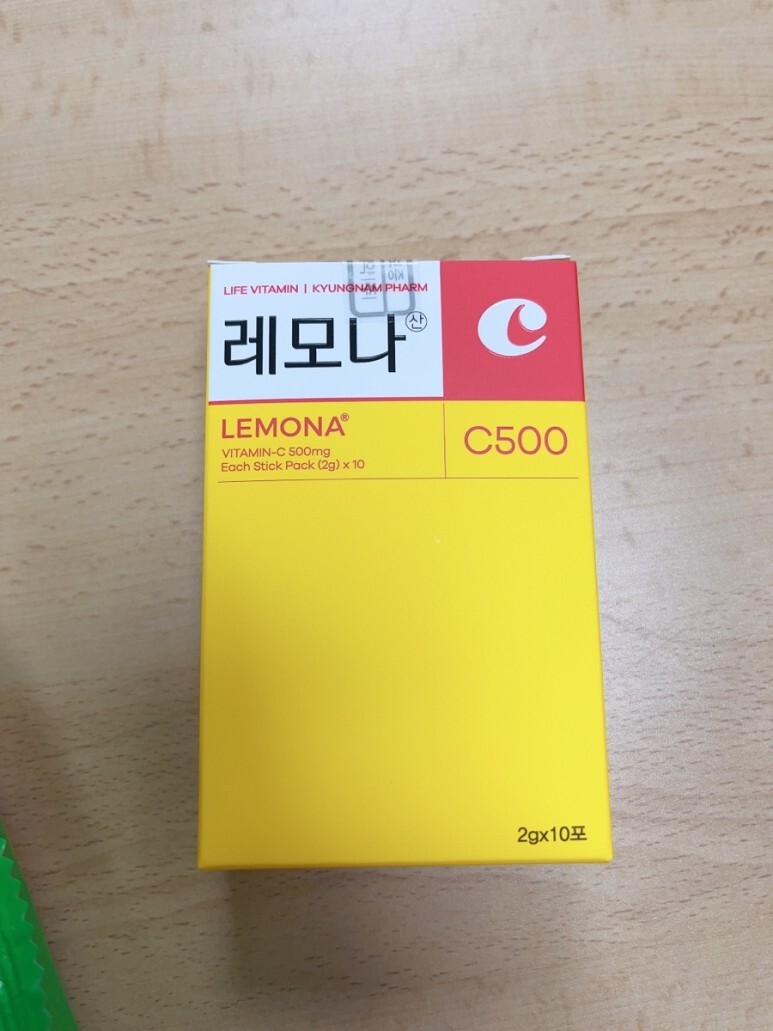 LIFE VITAMIN | KYUNGNAM PHARM
레모나 산
C
LEMONA®
VITAMIN-C 500mg
Each Stick Pack (2g) x 10
C500
2gx10포